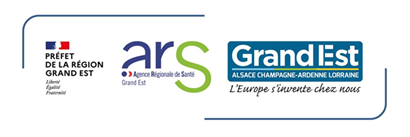 PRÉFET
DE LA RÉGION
GRAND EST
Liberté
Égalité
Fraternité
ars
Agence Régionale de Santé
Grand Est
Grand Est
ALSACE CHAMPAGNE-ARDENNE LORRAINE
L'Europe s'invente chez nous